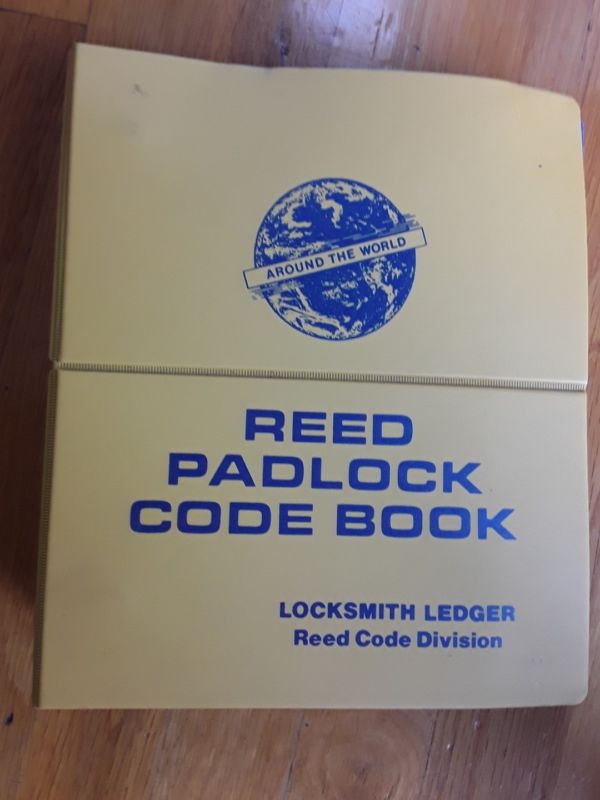 AROUND THE WORLD
REED
PADLOCK
CODE BOOK
LOCKSMITH LEDGER
Reed Code Division